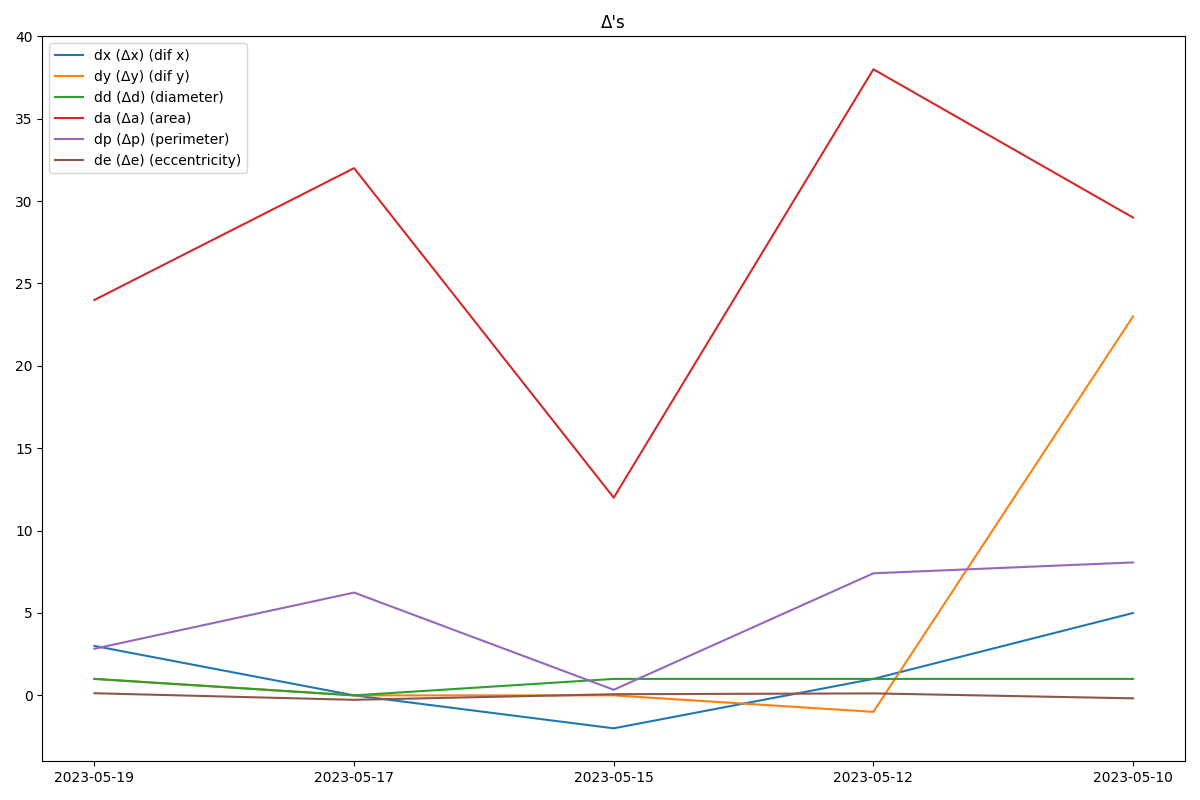 Δ's
40
35
30
25
20
15
10
5
0
dx (Δx) (dif x)
dy (Δy) (dif y)
dd (Δd) (diameter)
da (Δa) (area)
dp (Δp) (perimeter)
de (Δe) (eccentricity)
2023-05-19 2023-05-17 2023-05-15 2023-05-12 2023-05-10